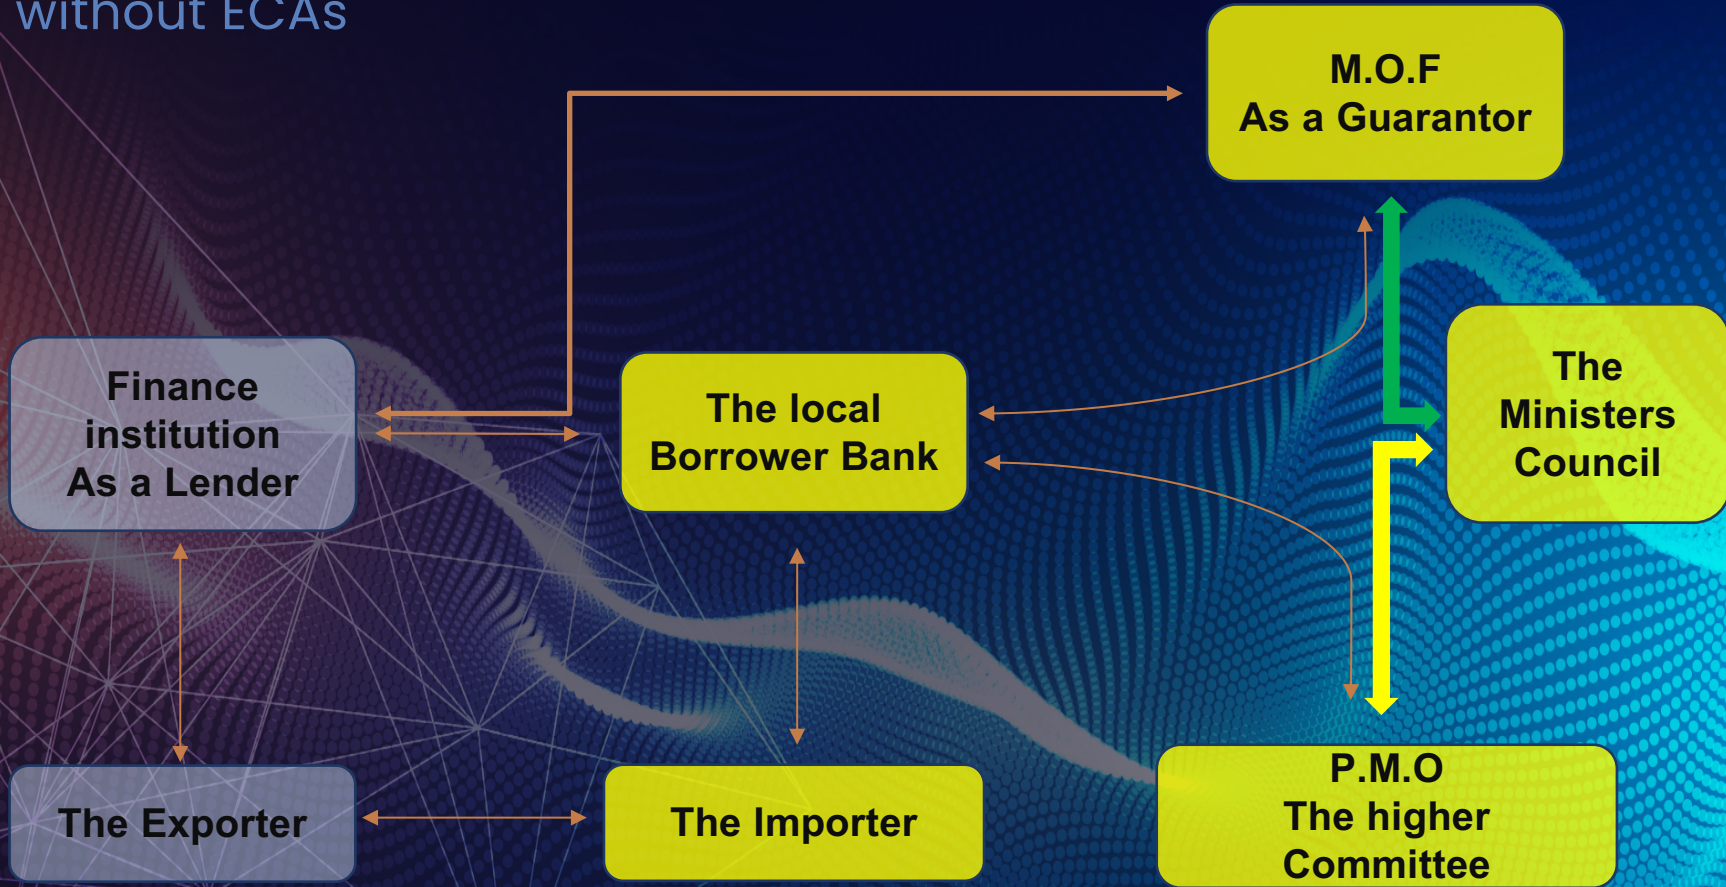 without ECAs
M.O.F
As a Guarantor
Finance
institution
As a Lender
The local
Borrower Bank
The
Ministers
Council
The Exporter
The Importer
P.M.O
The higher
Committee